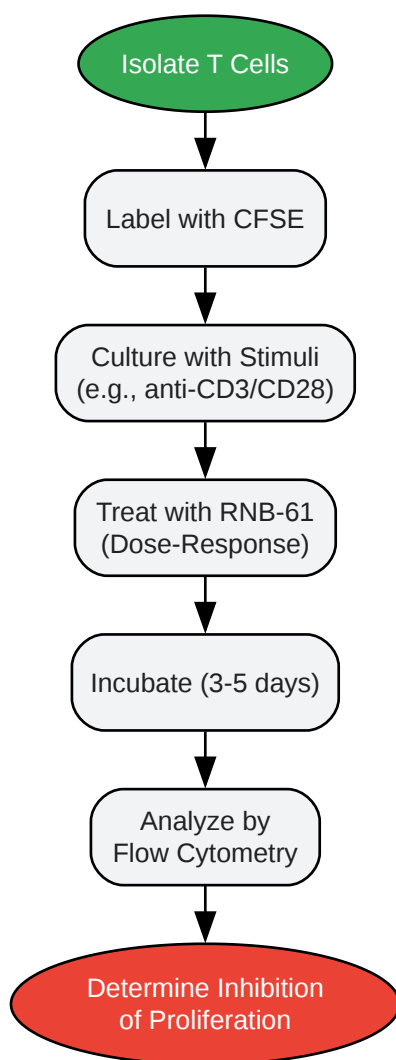 Isolate T Cells
Label with CFSE
Culture with Stimuli
(e.g., anti-CD3/CD28)
Treat with RNB-61
(Dose-Response)
Incubate (3-5 days)
Analyze by
Flow Cytometry
Determine Inhibition
of Proliferation